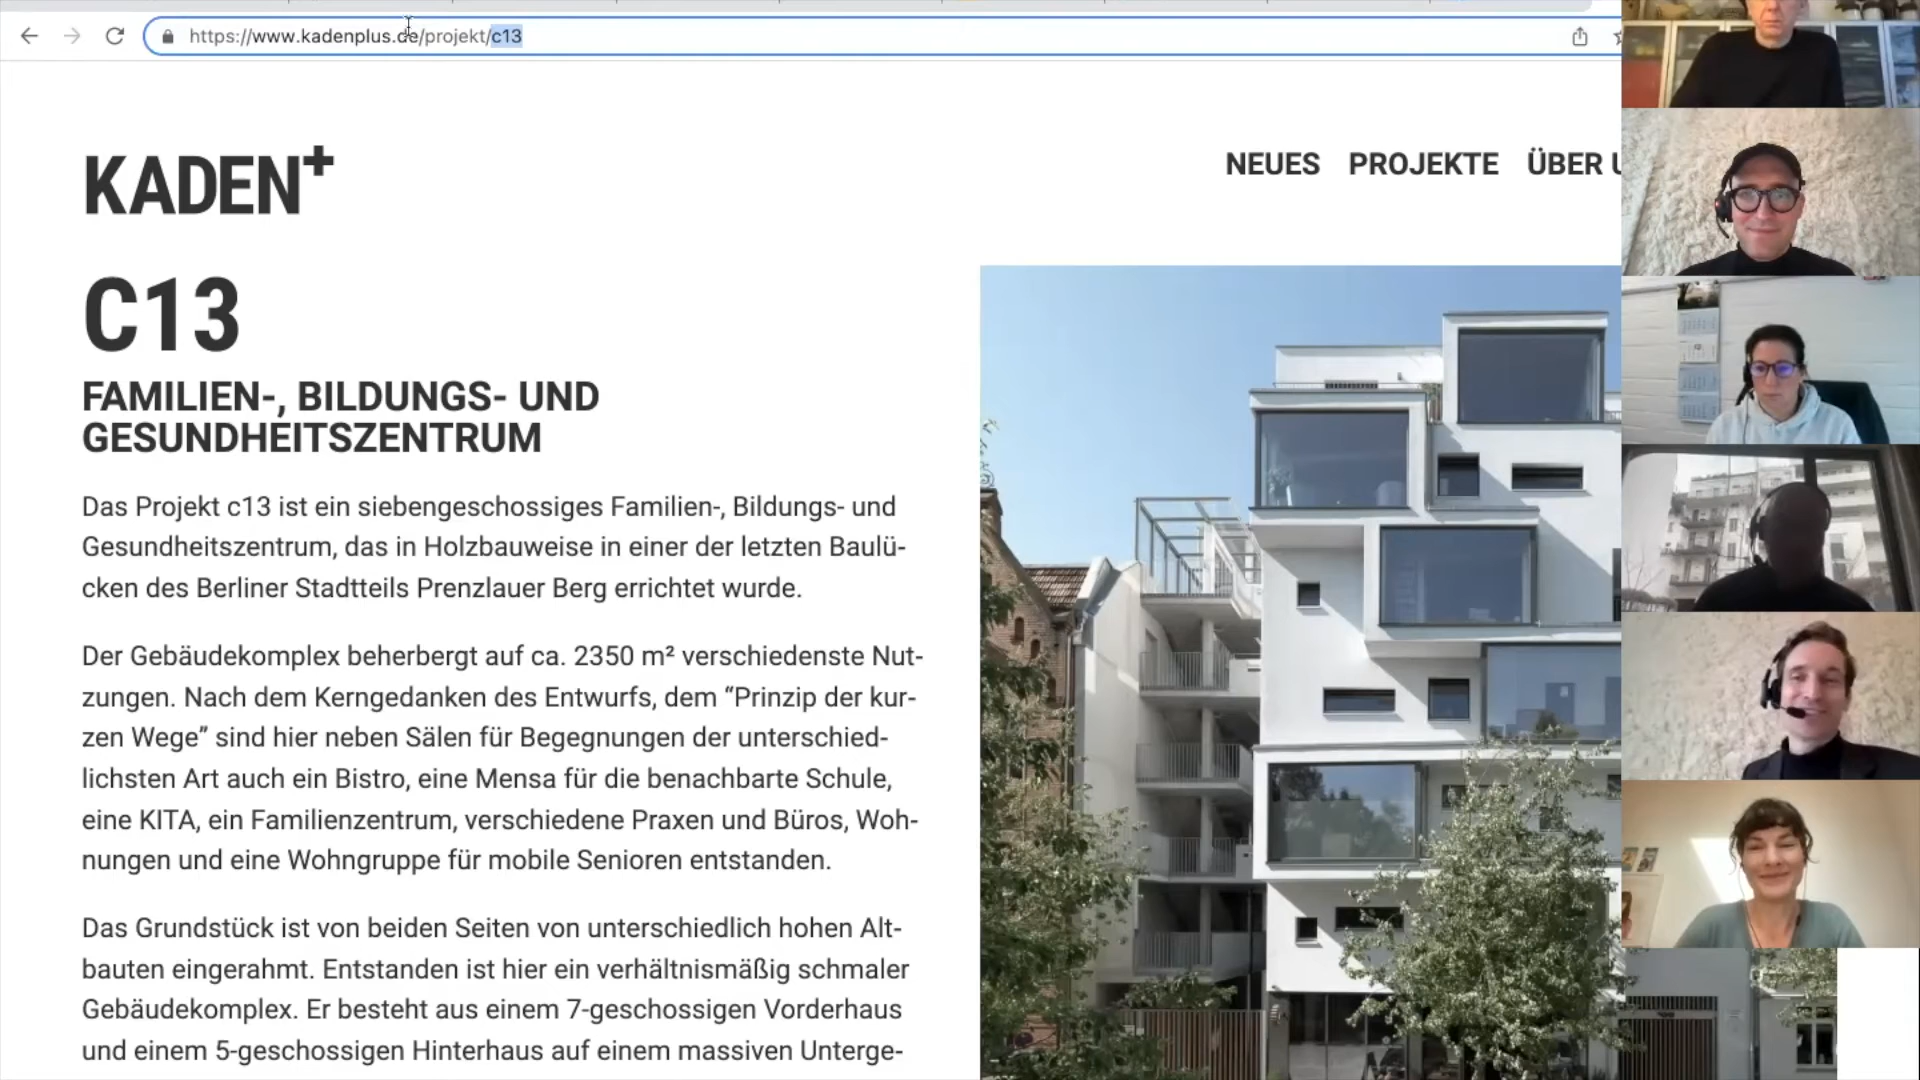 https://www.kadenplus.de/projekt/c13
KADEN+
NEUES PROJEKTE ÜBER U
C13
FAMILIEN-, BILDUNGS- UND
GESUNDHEITSZENTRUM
Das Projekt c13 ist ein siebengeschossiges Familien-, Bildungs- und
Gesundheitszentrum, das in Holzbauweise in einer der letzten Baulü-
cken des Berliner Stadtteils Prenzlauer Berg errichtet wurde.
Der Gebäudekomplex beherbergt auf ca. 2350 m² verschiedenste Nut-
zungen. Nach dem Kerngedanken des Entwurfs, dem “Prinzip der kur-
zen Wege” sind hier neben Sälen für Begegnungen der unterschied-
lichsten Art auch ein Bistro, eine Mensa für die benachbarte Schule,
eine KITA, ein Familienzentrum, verschiedene Praxen und Büros, Woh-
nungen und eine Wohngruppe für mobile Senioren entstanden.
Das Grundstück ist von beiden Seiten von unterschiedlich hohen Alt-
bauten eingerahmt. Entstanden ist hier ein verhältnismäßig schmaler
Gebäudekomplex. Er besteht aus einem 7-geschossigen Vorderhaus
und einem 5-geschossigen Hinterhaus auf einem massiven Unterge-